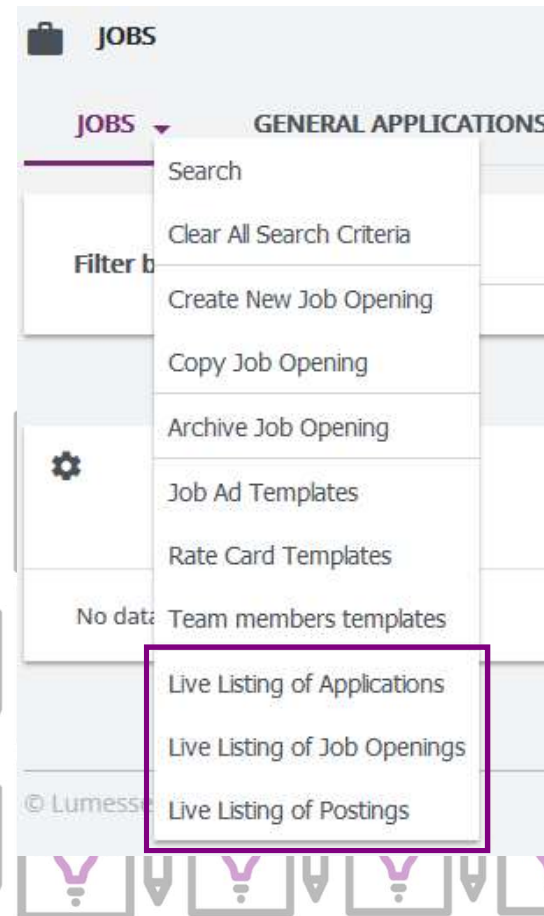 JOBS
JOBS GENERAL APPLICATIONS
Search
Clear All Search Criteria
Filter b
Create New Job Opening
Copy Job Opening
Archive Job Opening
Job Ad Templates
Rate Card Templates
No data
Team members templates
Live Listing of Applications
Live Listing of Job Openings
© Lumesse
Live Listing of Postings